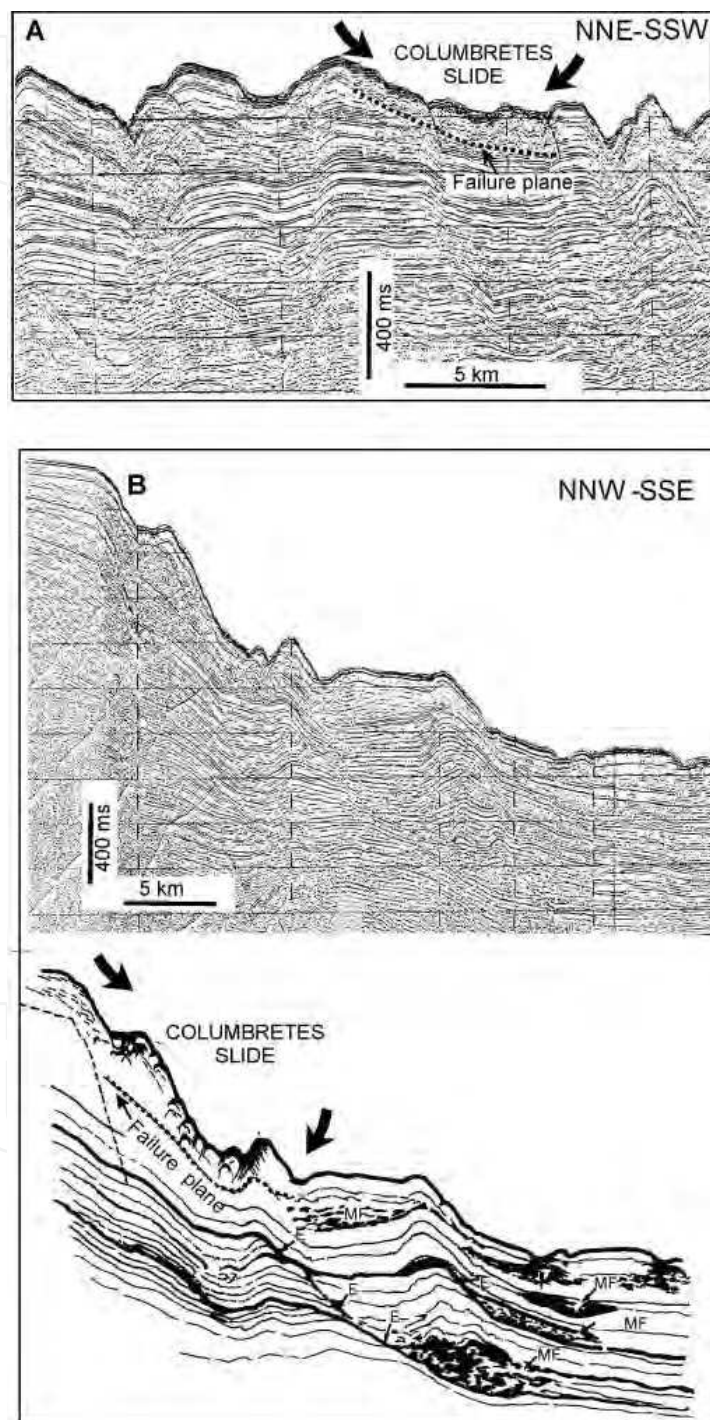 A
NNE-SSW
COLUMBRETES
SLIDE
Failure plane
400 ms
5 km
B
NNW -SSE
400 ms
5 km
COLUMBRETES
SLIDE
Failure plane
MF
E
E
E
E
MF
MF
MF